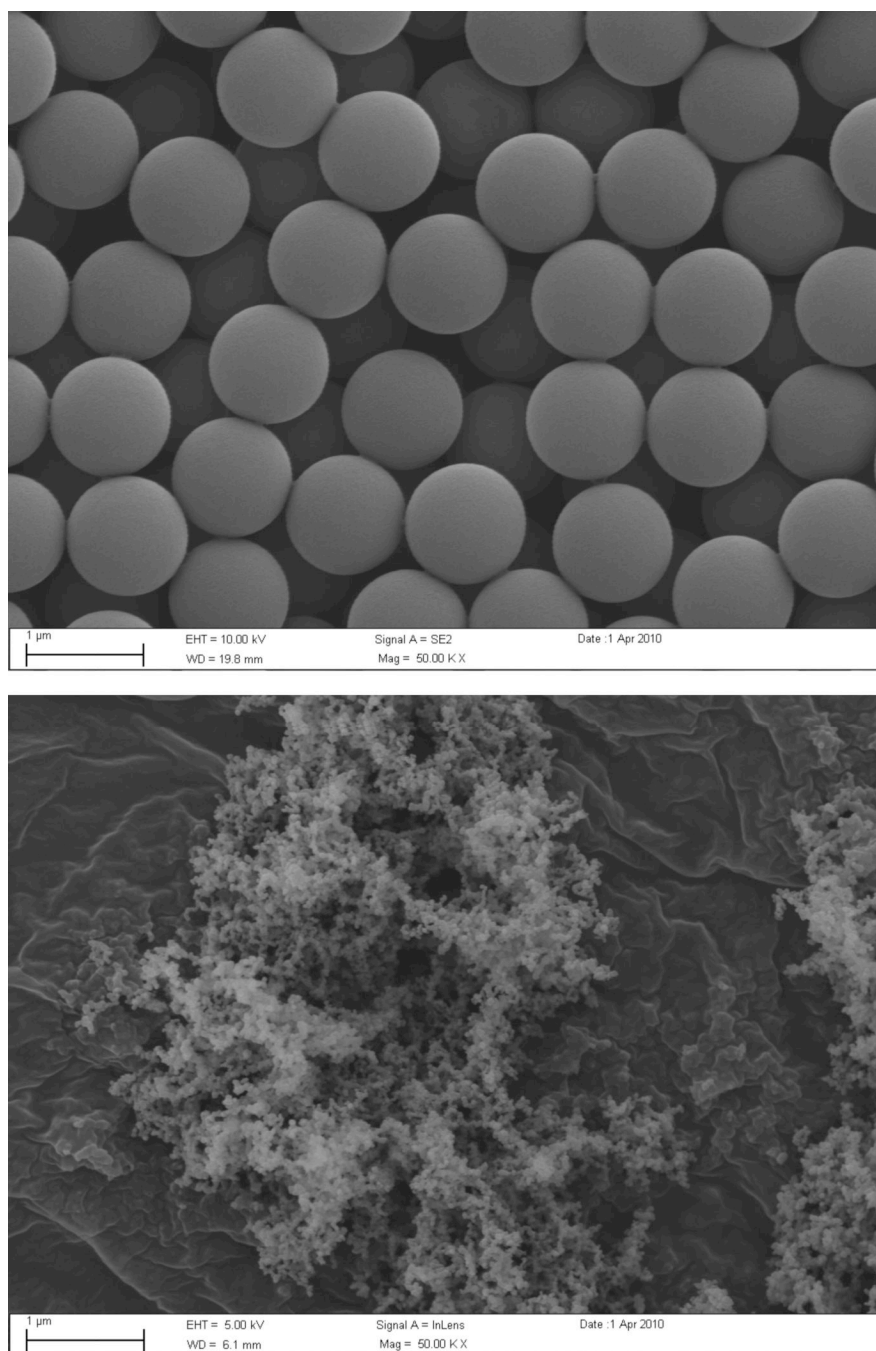 1 µm EHT = 10.00 kV Signal A = SE2 Date :1 Apr 2010
WD = 19.8 mm Mag = 50.00 K X
1 µm EHT = 5.00 kV Signal A = InLens Date :1 Apr 2010
WD = 6.1 mm Mag = 50.00 K X